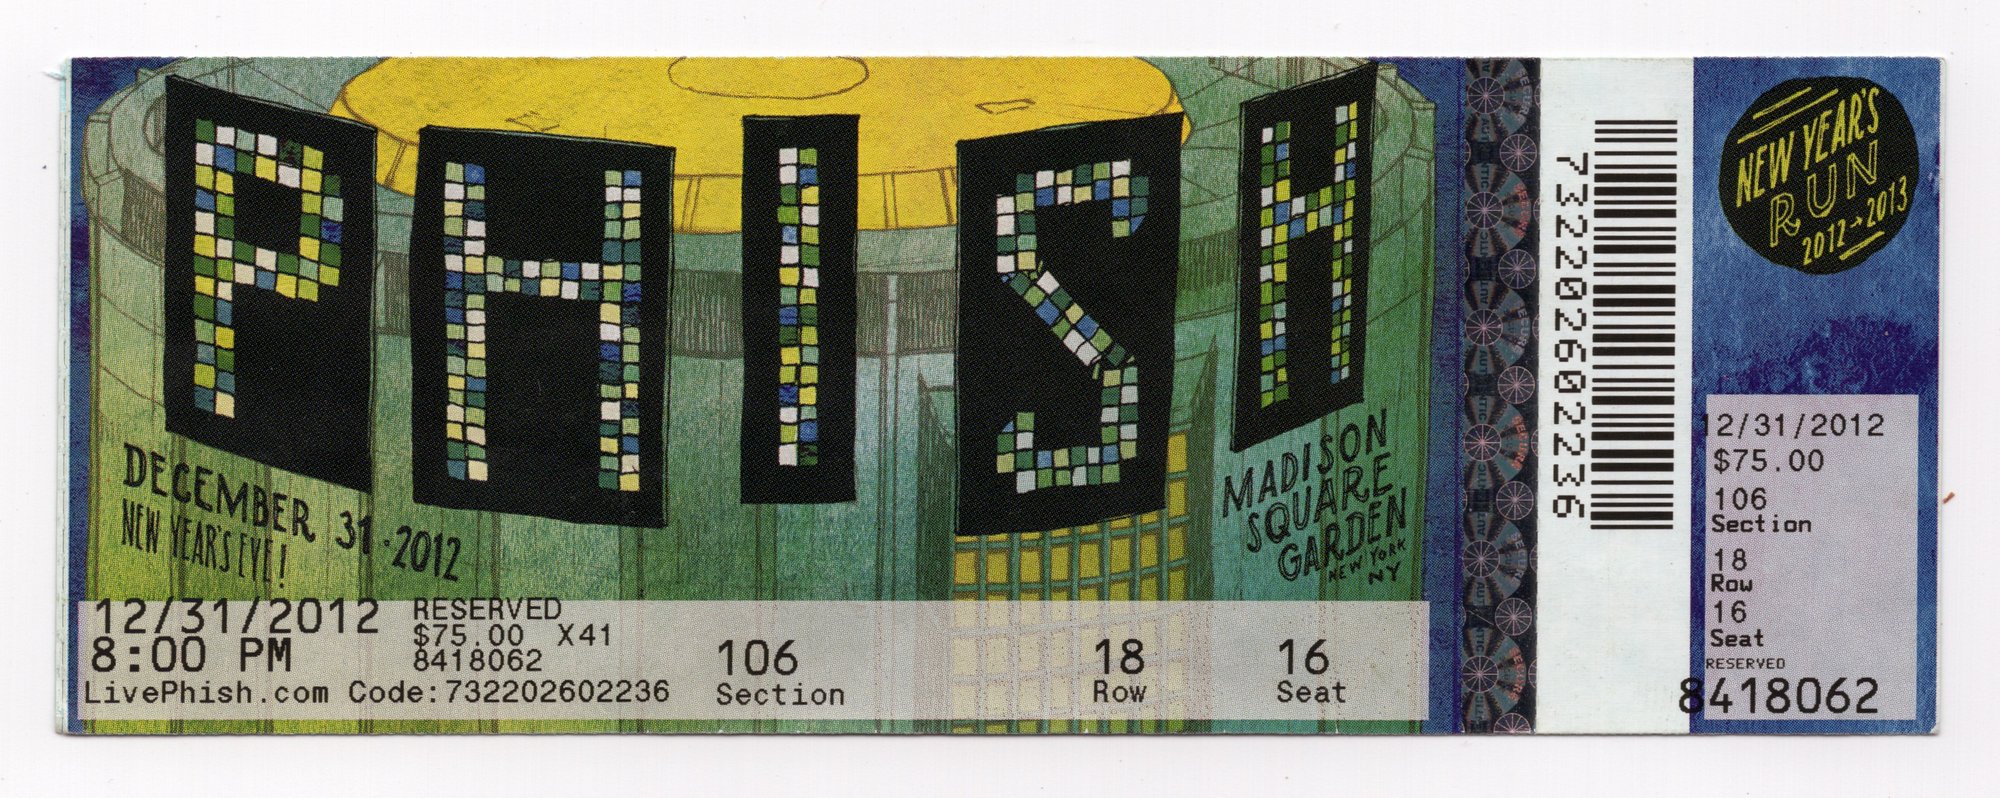 PHISH
DECEMBER 31 · 2012
NEW YEAR'S EVE!
MADISON
SQUARE
GARDEN
NEW YORK
NY
12/31/2012
8:00 PM
RESERVED
$75.00 X41
8418062
LivePhish.com Code:732202602236
106
Section
18
Row
16
Seat
732202602236
NEW YEAR'S
RUN
2012→2013
12/31/2012
$75.00
106
Section
18
Row
16
Seat
RESERVED
8418062